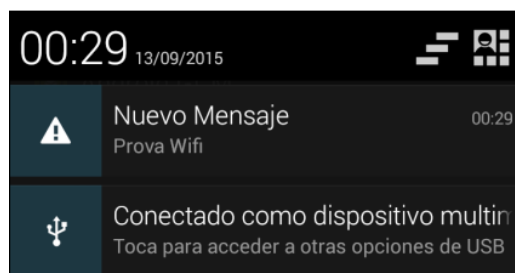 00:29 13/09/2015
Nuevo Mensaje 00:29
Prova Wifi
Conectado como dispositivo multim
Toca para acceder a otras opciones de USB